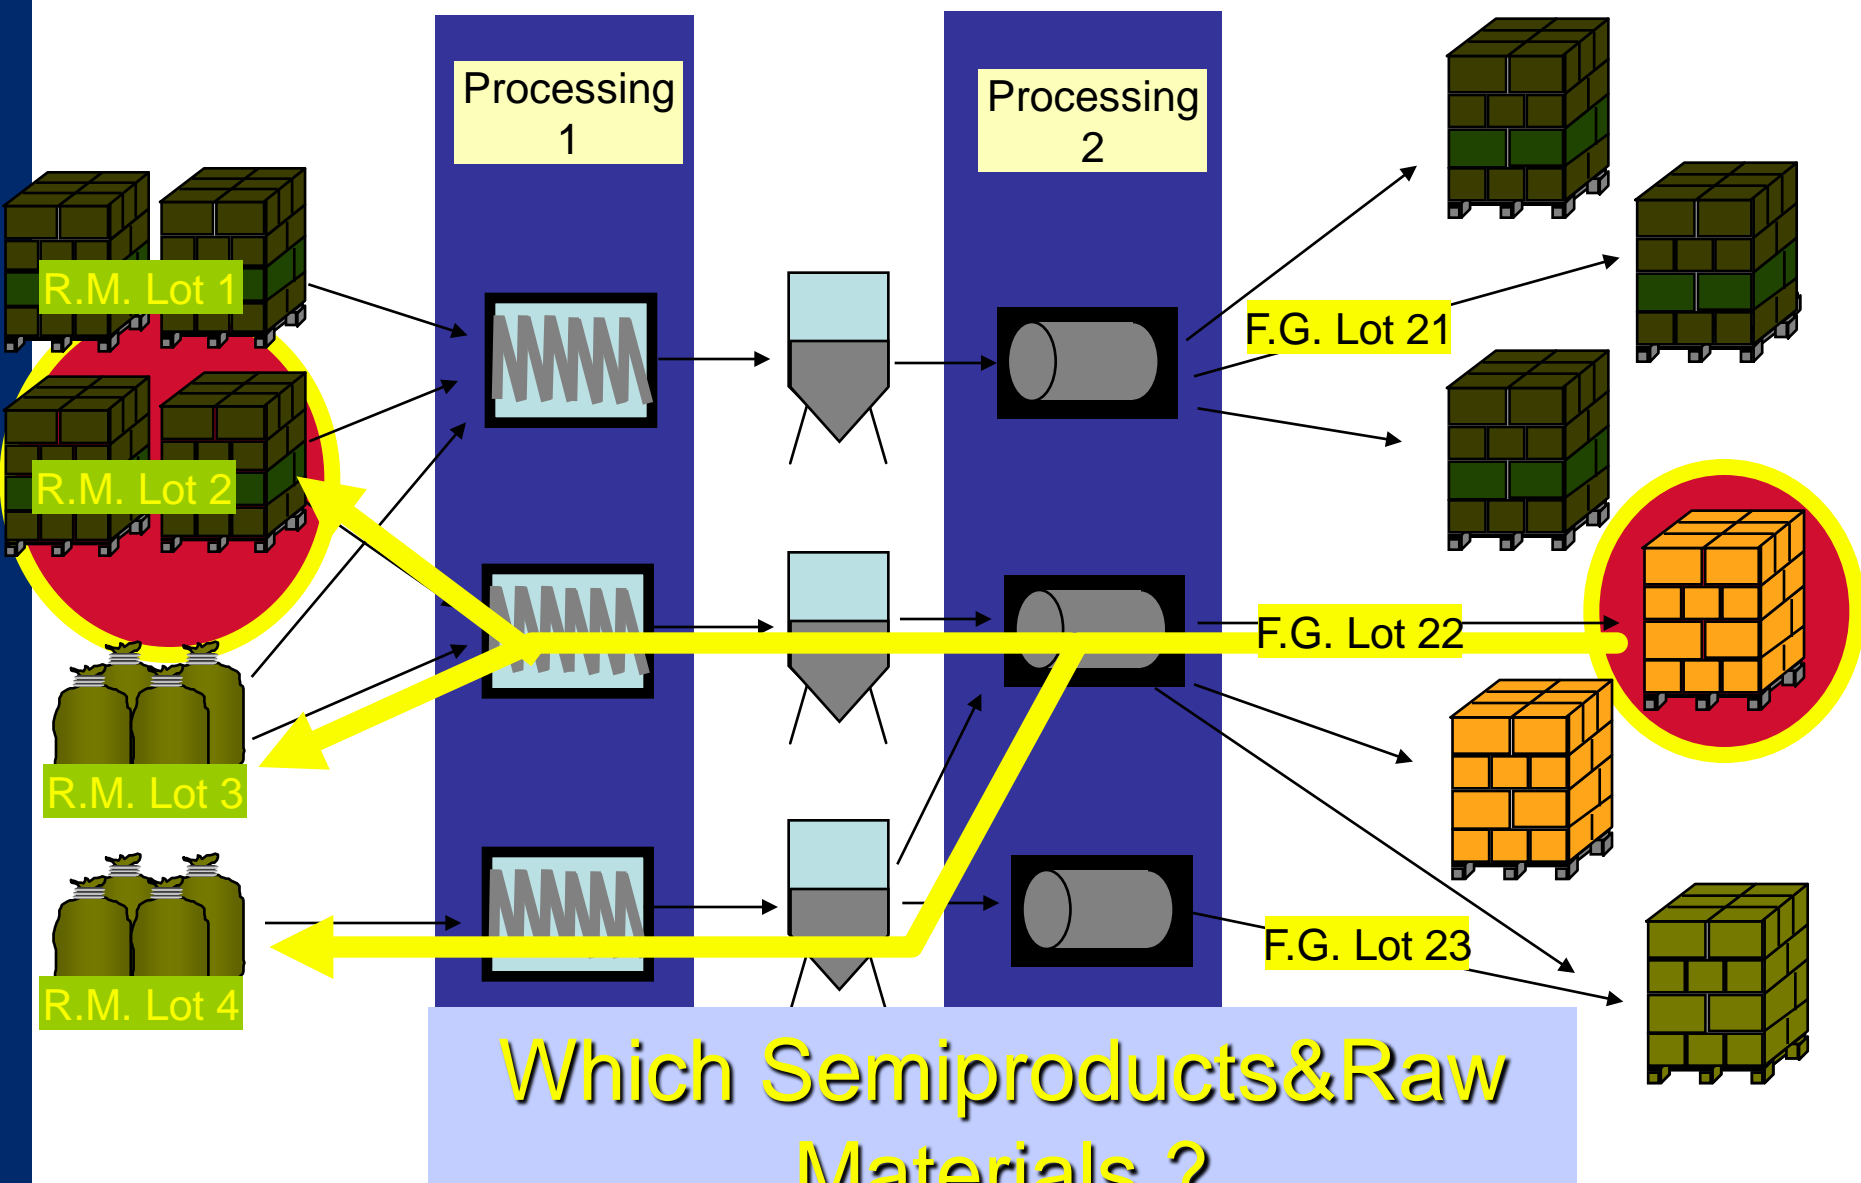 Processing
1
Processing
2
R.M. Lot 1
F.G. Lot 21
R.M. Lot 2
F.G. Lot 22
R.M. Lot 3
F.G. Lot 23
R.M. Lot 4
Which Semiproducts&Raw
Materials ?